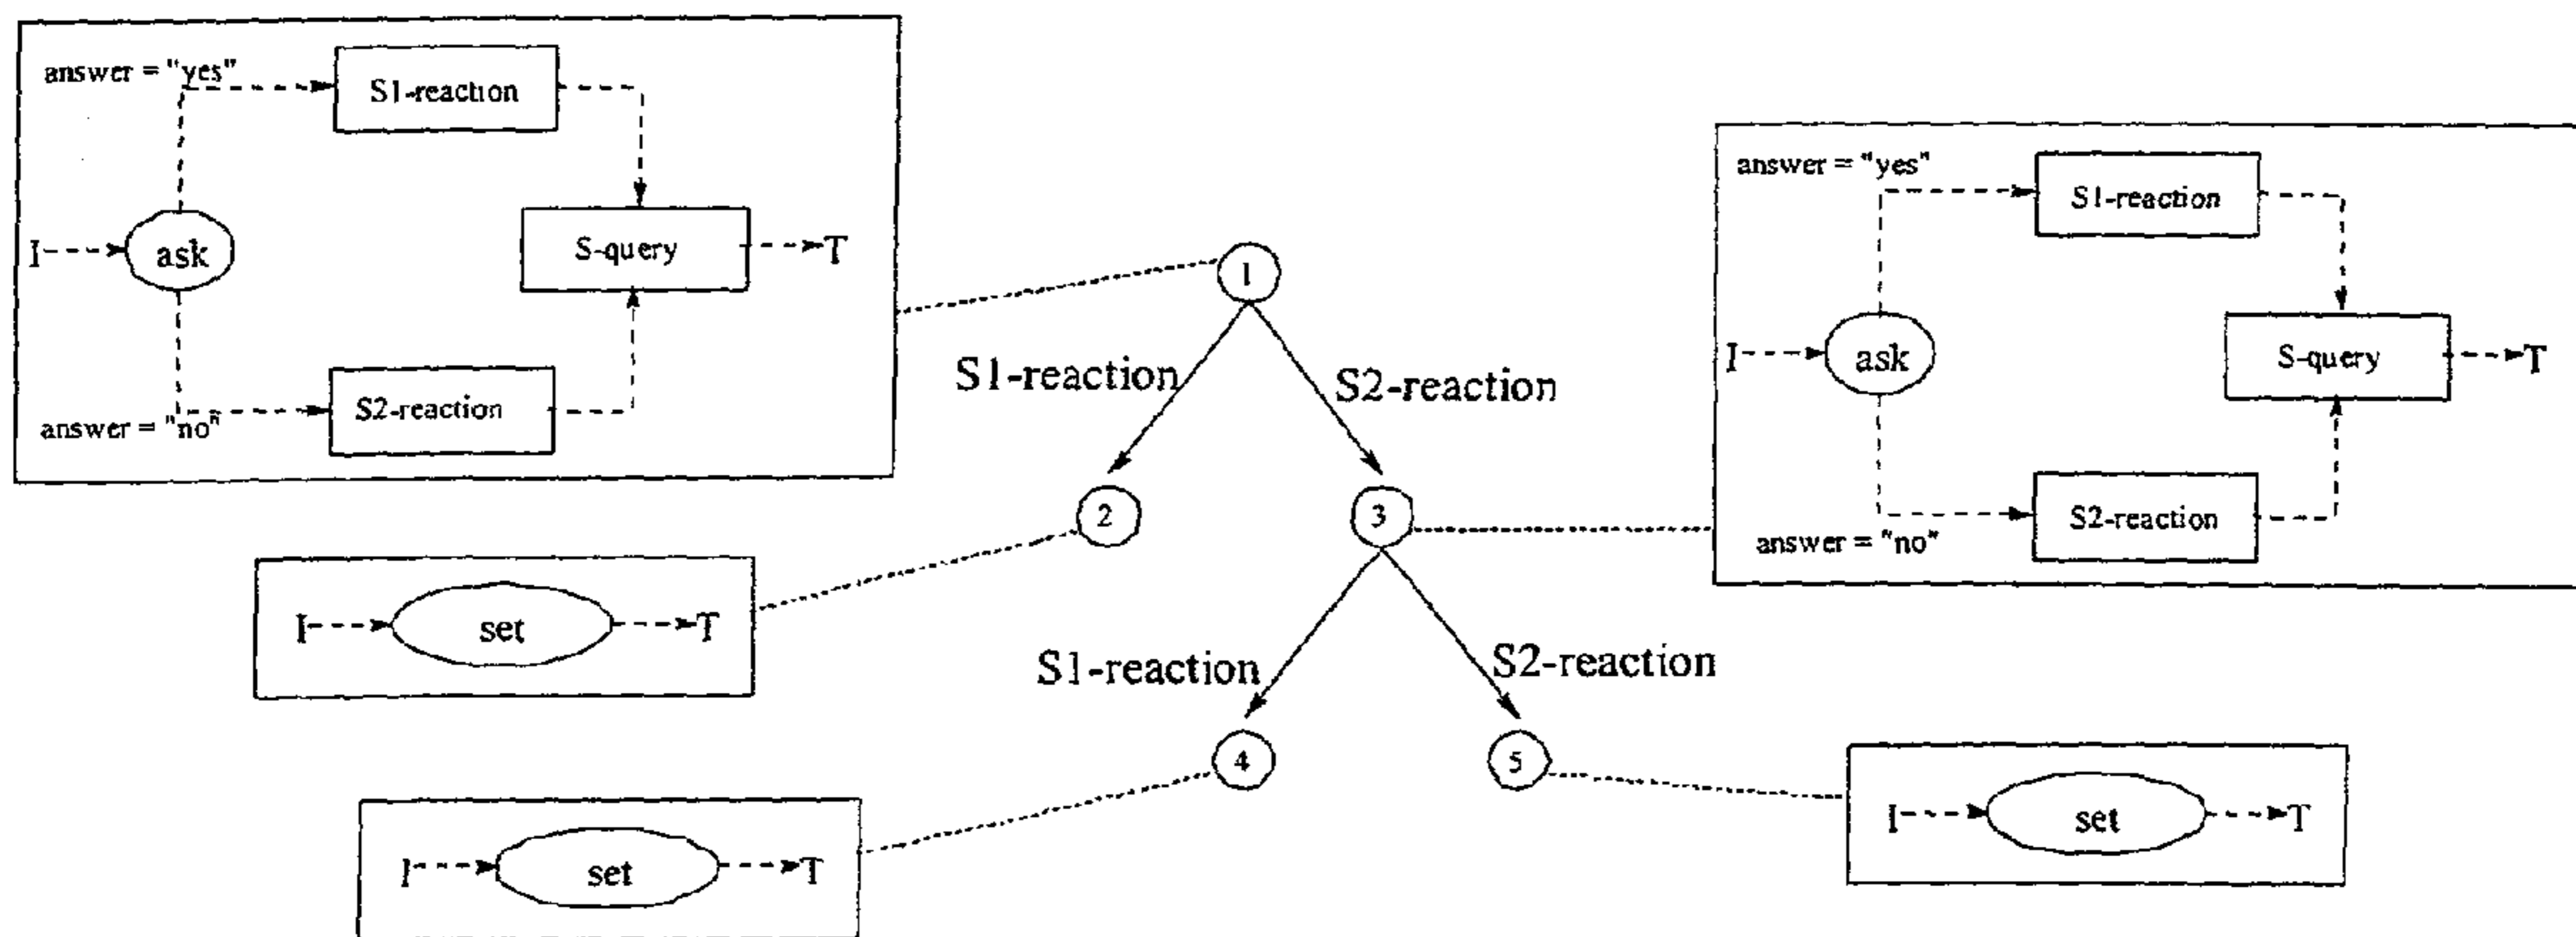 answer = "yes"
S1-reaction
I
ask
S-query
T
S2-reaction
answer = "no"
answer = "yes"
S1-reaction
I
ask
S-query
T
S2-reaction
answer = "no"
1
S1-reaction
S2-reaction
2
3
I
set
T
S1-reaction
S2-reaction
4
5
I
set
T
I
set
T